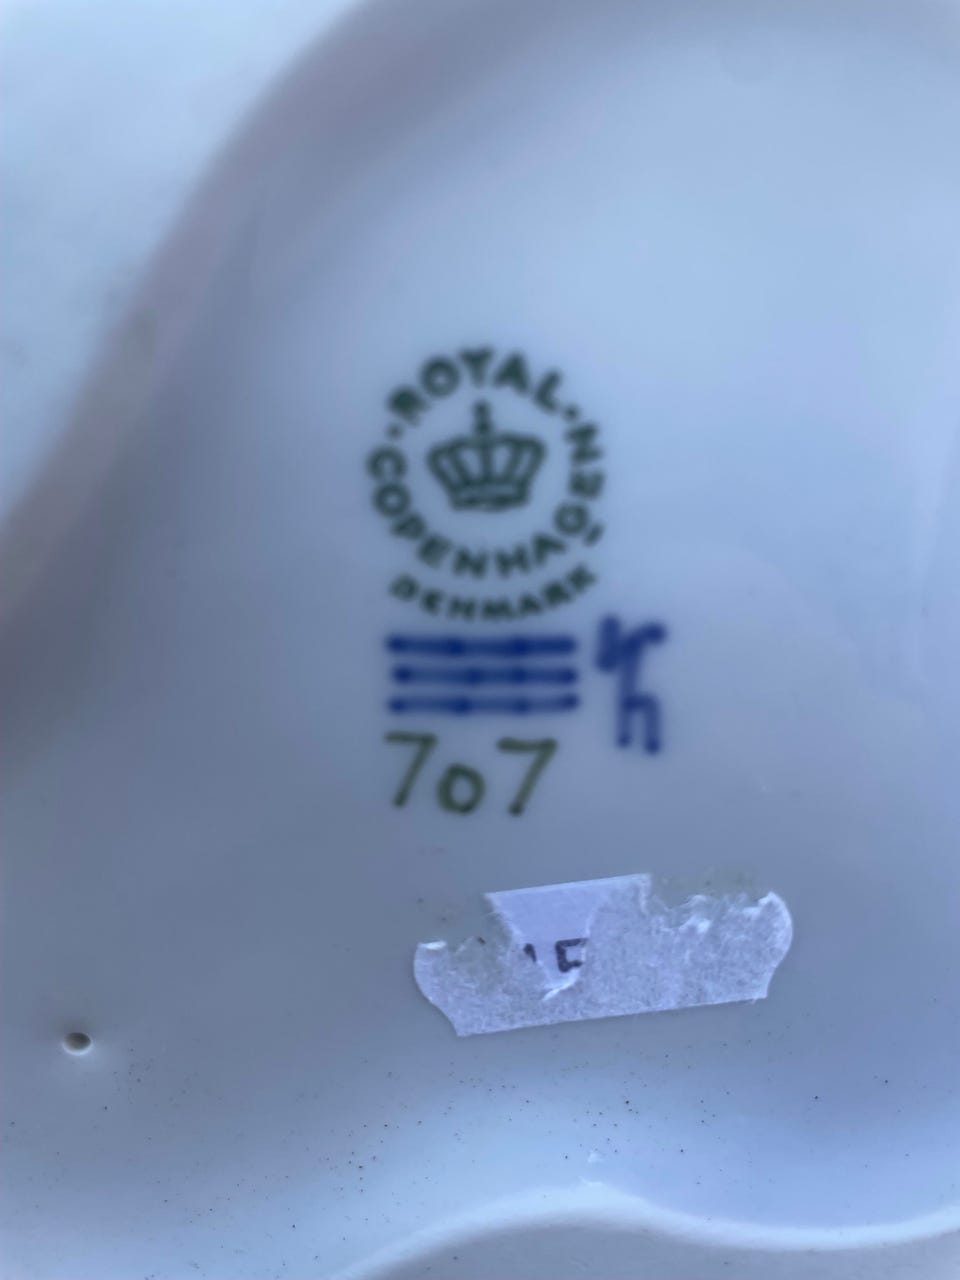 ROYAL
COPENHAGEN
DENMARK
707